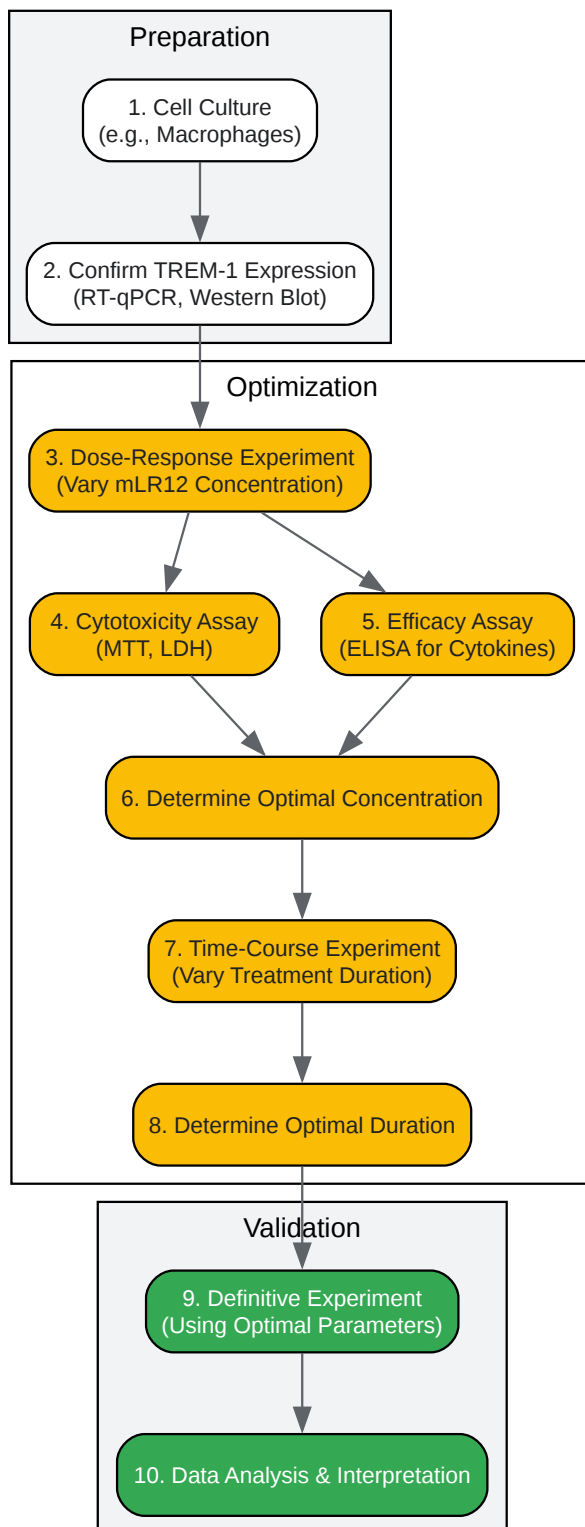 Preparation
1. Cell Culture
(e.g., Macrophages)
2. Confirm TREM-1 Expression
(RT-qPCR, Western Blot)
Optimization
3. Dose-Response Experiment
(Vary mLR12 Concentration)
4. Cytotoxicity Assay
(MTT, LDH)
5. Efficacy Assay
(ELISA for Cytokines)
6. Determine Optimal Concentration
7. Time-Course Experiment
(Vary Treatment Duration)
8. Determine Optimal Duration
Validation
9. Definitive Experiment
(Using Optimal Parameters)
10. Data Analysis & Interpretation